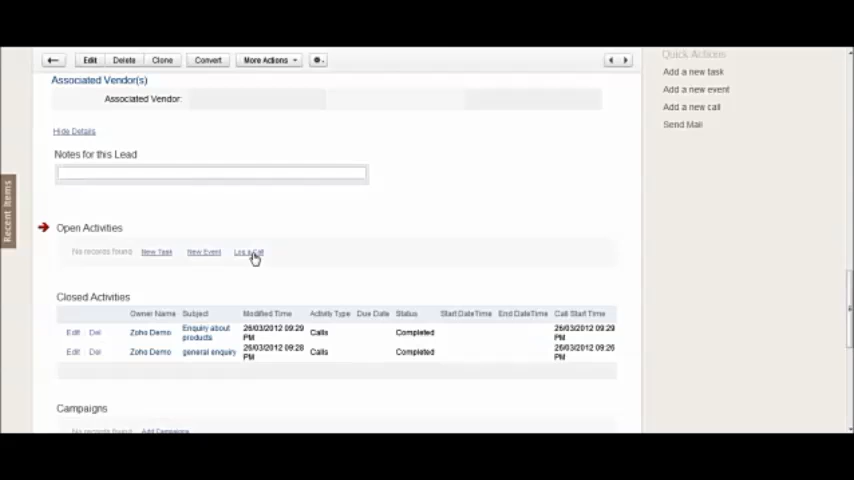 Edit Delete Clone Convert More Actions
Quick Actions
Add a new task
Add a new event
Add a new call
Send Mail
Associated Vendor(s)
Associated Vendor:
Hide Details
Notes for this Lead
Recent Items
Open Activities
No records found New Task New Event Log a Call
Closed Activities
Owner Name Subject Modified Time Activity Type Due Date Status Start DateTime End DateTime Call Start Time
Edit Del Zoho Demo Enquiry about products 26/03/2012 09:29 PM Calls Completed 26/03/2012 09:29 PM
Edit Del Zoho Demo general enquiry 26/03/2012 09:28 PM Calls Completed 26/03/2012 09:26 PM
Campaigns
No records found Add Campaigns